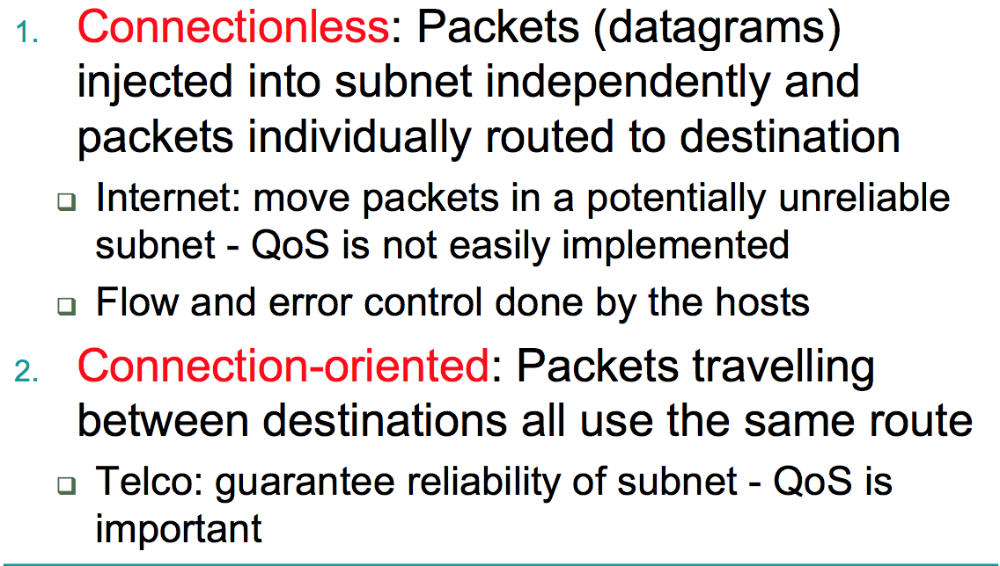 1. Connectionless: Packets (datagrams)
injected into subnet independently and
packets individually routed to destination
❑ Internet: move packets in a potentially unreliable
subnet - QoS is not easily implemented
❑ Flow and error control done by the hosts
2. Connection-oriented: Packets travelling
between destinations all use the same route
❑ Telco: guarantee reliability of subnet - QoS is
important